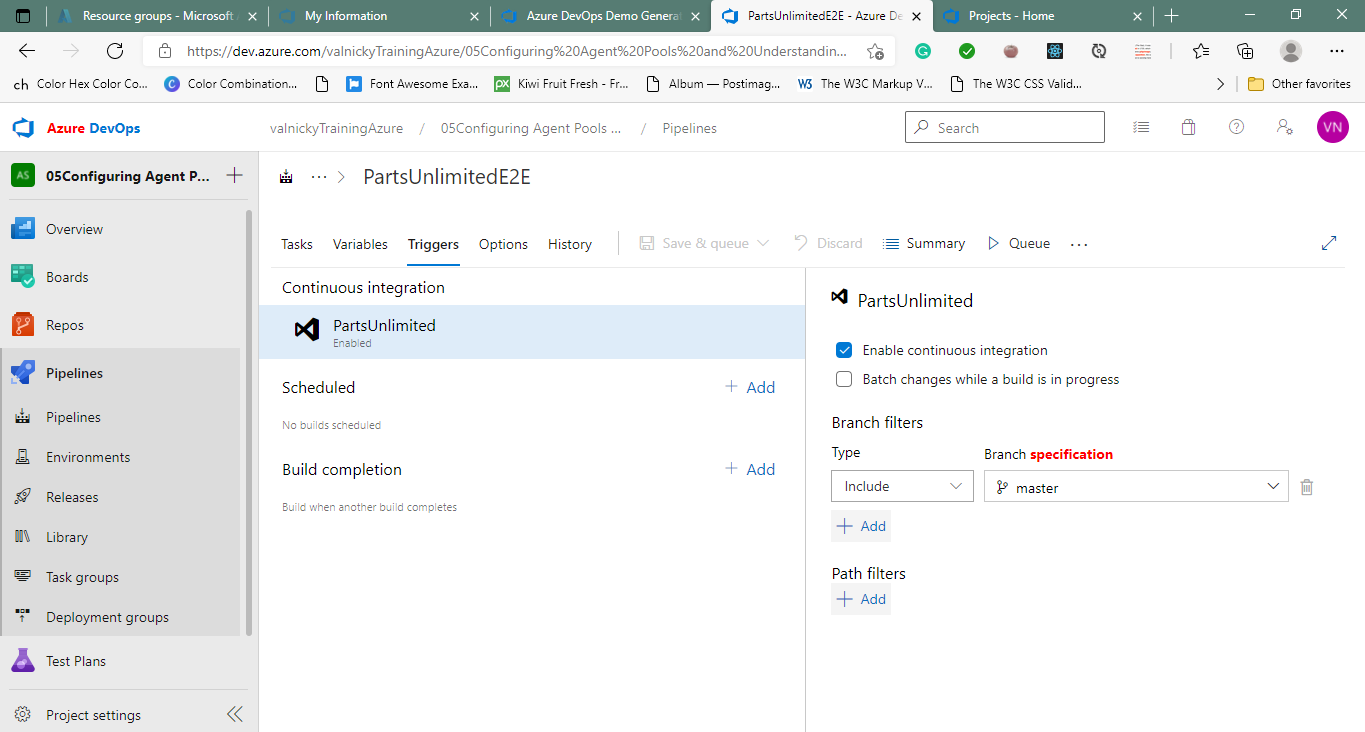 Resource groups - Microsoft
My Information
Azure DevOps Demo Genera
PartsUnlimitedE2E - Azure De
Projects - Home
https://dev.azure.com/valnickyTrainingAzure/05Configuring%20Agent%20Pools%20and%20Understandin...
ch Color Hex Color Co...
Color Combination...
Font Awesome Exa...
Kiwi Fruit Fresh - Fr...
Album — Postimag...
The W3C Markup V...
The W3C CSS Valid...
Other favorites
Azure DevOps
valnickyTrainingAzure / 05Configuring Agent Pools ... / Pipelines
Search
VN
AS
05Configuring Agent P...
... > PartsUnlimitedE2E
Overview
Boards
Repos
Pipelines
Pipelines
Environments
Releases
Library
Task groups
Deployment groups
Test Plans
Project settings
Tasks Variables Triggers Options History
Save & queue
Discard
Summary
Queue
...
Continuous integration
PartsUnlimited
Enabled
Scheduled
+ Add
No builds scheduled
Build completion
+ Add
Build when another build completes
PartsUnlimited
Enable continuous integration
Batch changes while a build is in progress
Branch filters
Type
Branch specification
Include
master
+ Add
Path filters
+ Add